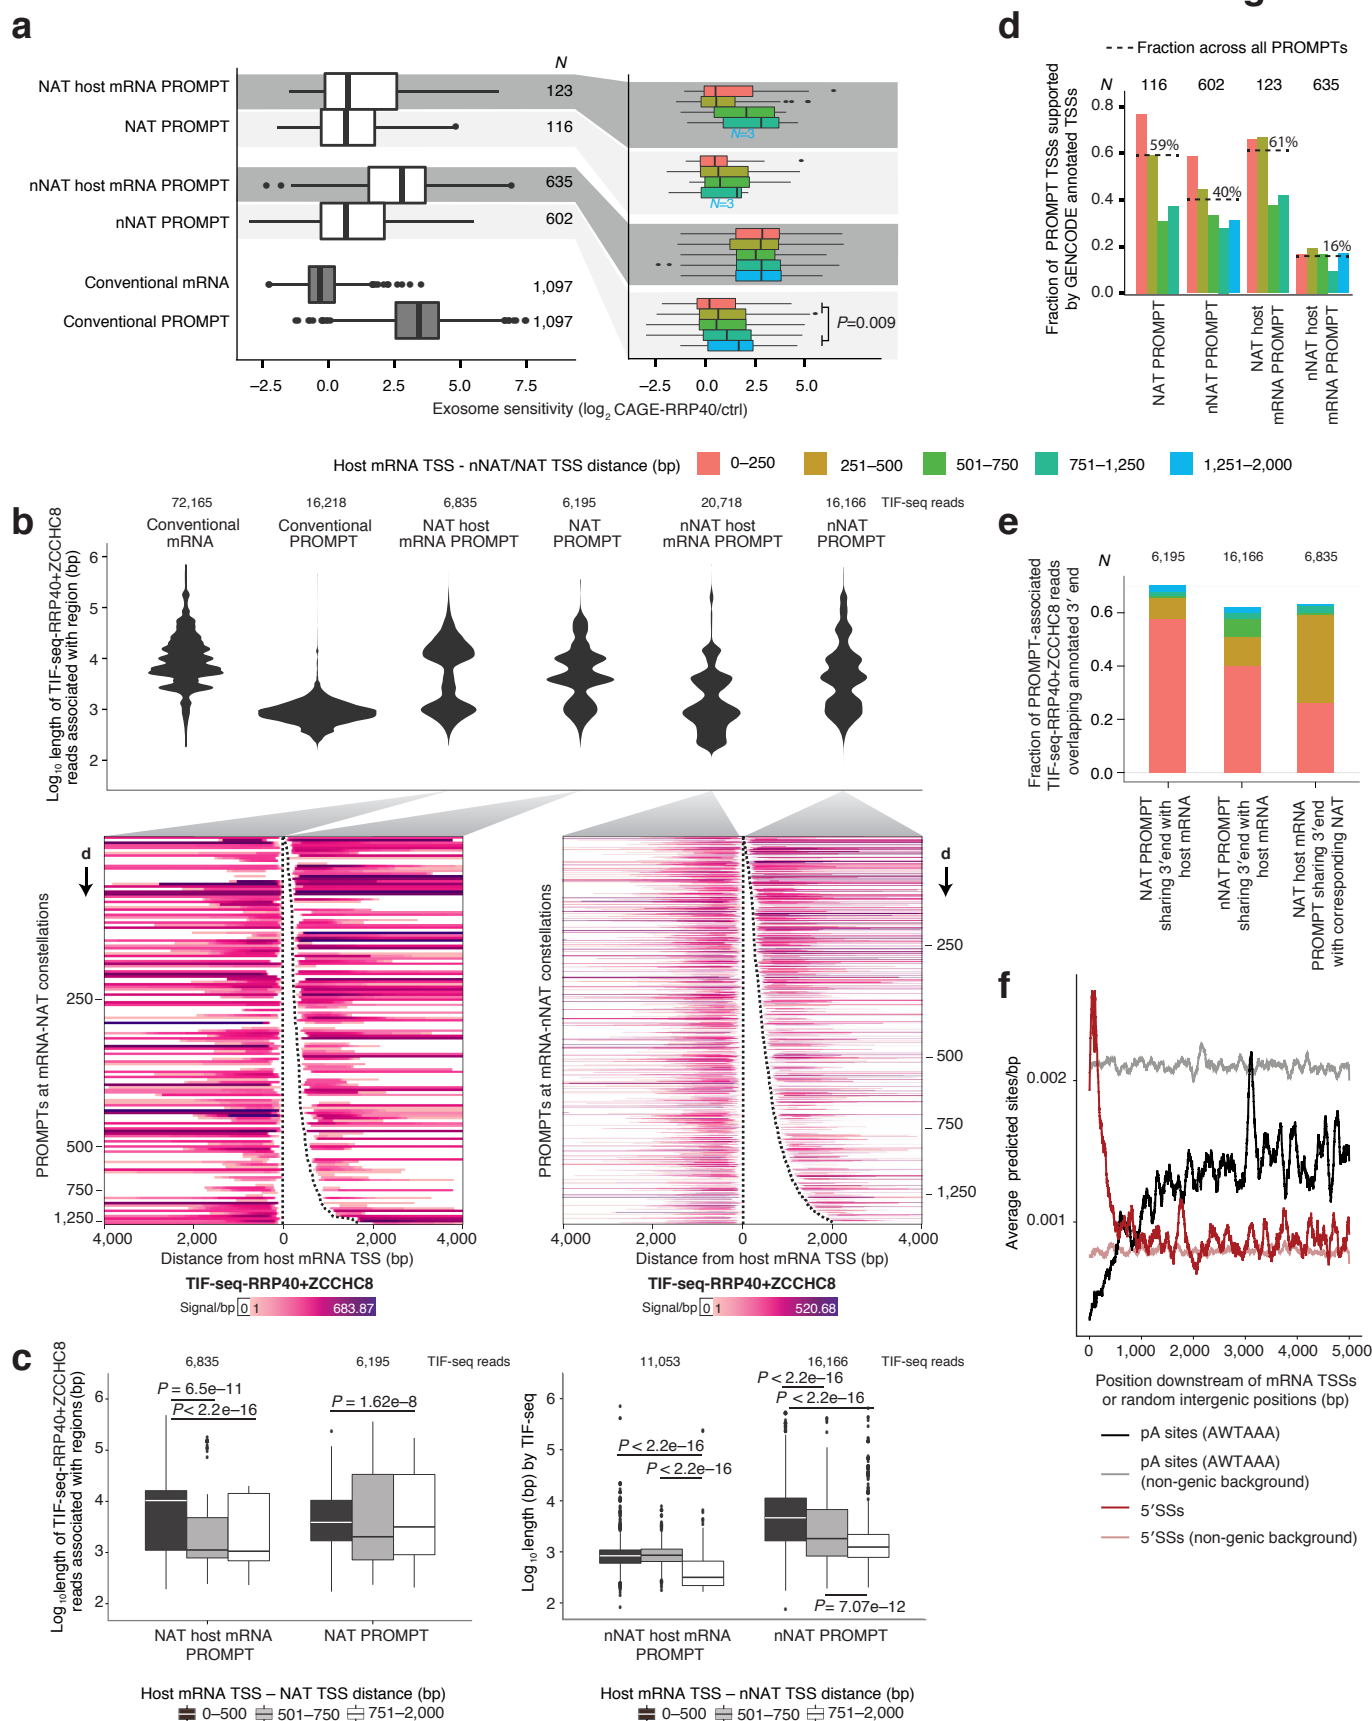 g
a
N
NAT host mRNA PROMPT
123
NAT PROMPT
116
nNAT host mRNA PROMPT
635
nNAT PROMPT
602
Conventional mRNA
1,097
Conventional PROMPT
1,097
N=3
N=3
P=0.009
–2.5 0.0 2.5 5.0 7.5
–2.5 0.0 2.5 5.0
Exosome sensitivity (log2 CAGE-RRP40/ctrl)
d
Fraction across all PROMPTs
N 116 602 123 635
Fraction of PROMPT TSSs supported
by GENCODE annotated TSSs
0.8
0.6
0.4
0.2
0.0
59%
40%
61%
16%
NAT PROMPT
nNAT PROMPT
NAT host
mRNA PROMPT
nNAT host
mRNA PROMPT
Host mRNA TSS - nNAT/NAT TSS distance (bp) 0–250 251–500 501–750 751–1,250 1,251–2,000
b
72,165 16,218 6,835 6,195 20,718 16,166 TIF-seq reads
Conventional
mRNA
Conventional
PROMPT
NAT host
mRNA PROMPT
NAT
PROMPT
nNAT host
mRNA PROMPT
nNAT
PROMPT
Log10 length of TIF-seq-RRP40+ZCCHC8
reads associated with region (bp)
6
5
4
3
2
d
PROMPTs at mRNA-NAT constellations
250
500
750
1,250
4,000 2,000 0 2,000 4,000
Distance from host mRNA TSS (bp)
TIF-seq-RRP40+ZCCHC8
Signal/bp 0 1 683.87
d
PROMPTs at mRNA-nNAT constellations
250
500
750
1,250
4,000 2,000 0 2,000 4,000
Distance from host mRNA TSS (bp)
TIF-seq-RRP40+ZCCHC8
Signal/bp 0 1 520.68
e
N 6,195 16,166 6,835
Fraction of PROMPT-associated
TIF-seq-RRP40+ZCCHC8 reads
overlapping annotated 3′ end
0.6
0.4
0.2
0.0
NAT PROMPT
sharing 3′end with
host mRNA
nNAT PROMPT
sharing 3′end with
host mRNA
NAT host mRNA
PROMPT sharing 3′end
with corresponding NAT
f
Average predicted sites/bp
0.002
0.001
0 1,000 2,000 3,000 4,000 5,000
Position downstream of mRNA TSSs
or random intergenic positions (bp)
pA sites (AWTAAA)
pA sites (AWTAAA)
(non-genic background)
5′SSs
5′SSs (non-genic background)
c
6,835 6,195 TIF-seq reads
Log10 length of TIF-seq-RRP40+ZCCHC8
reads associated with regions (bp)
6
5
4
3
2
P = 6.5e–11
P < 2.2e–16
P = 1.62e–8
NAT host mRNA
PROMPT
NAT PROMPT
Host mRNA TSS – NAT TSS distance (bp)
0–500 501–750 751–2,000
11,053 16,166 TIF-seq reads
Log10 length (bp) by TIF-seq
6
5
4
3
2
P < 2.2e–16
P < 2.2e–16
P < 2.2e–16
P < 2.2e–16
P = 7.07e–12
nNAT host mRNA
PROMPT
nNAT PROMPT
Host mRNA TSS – nNAT TSS distance (bp)
0–500 501–750 751–2,000